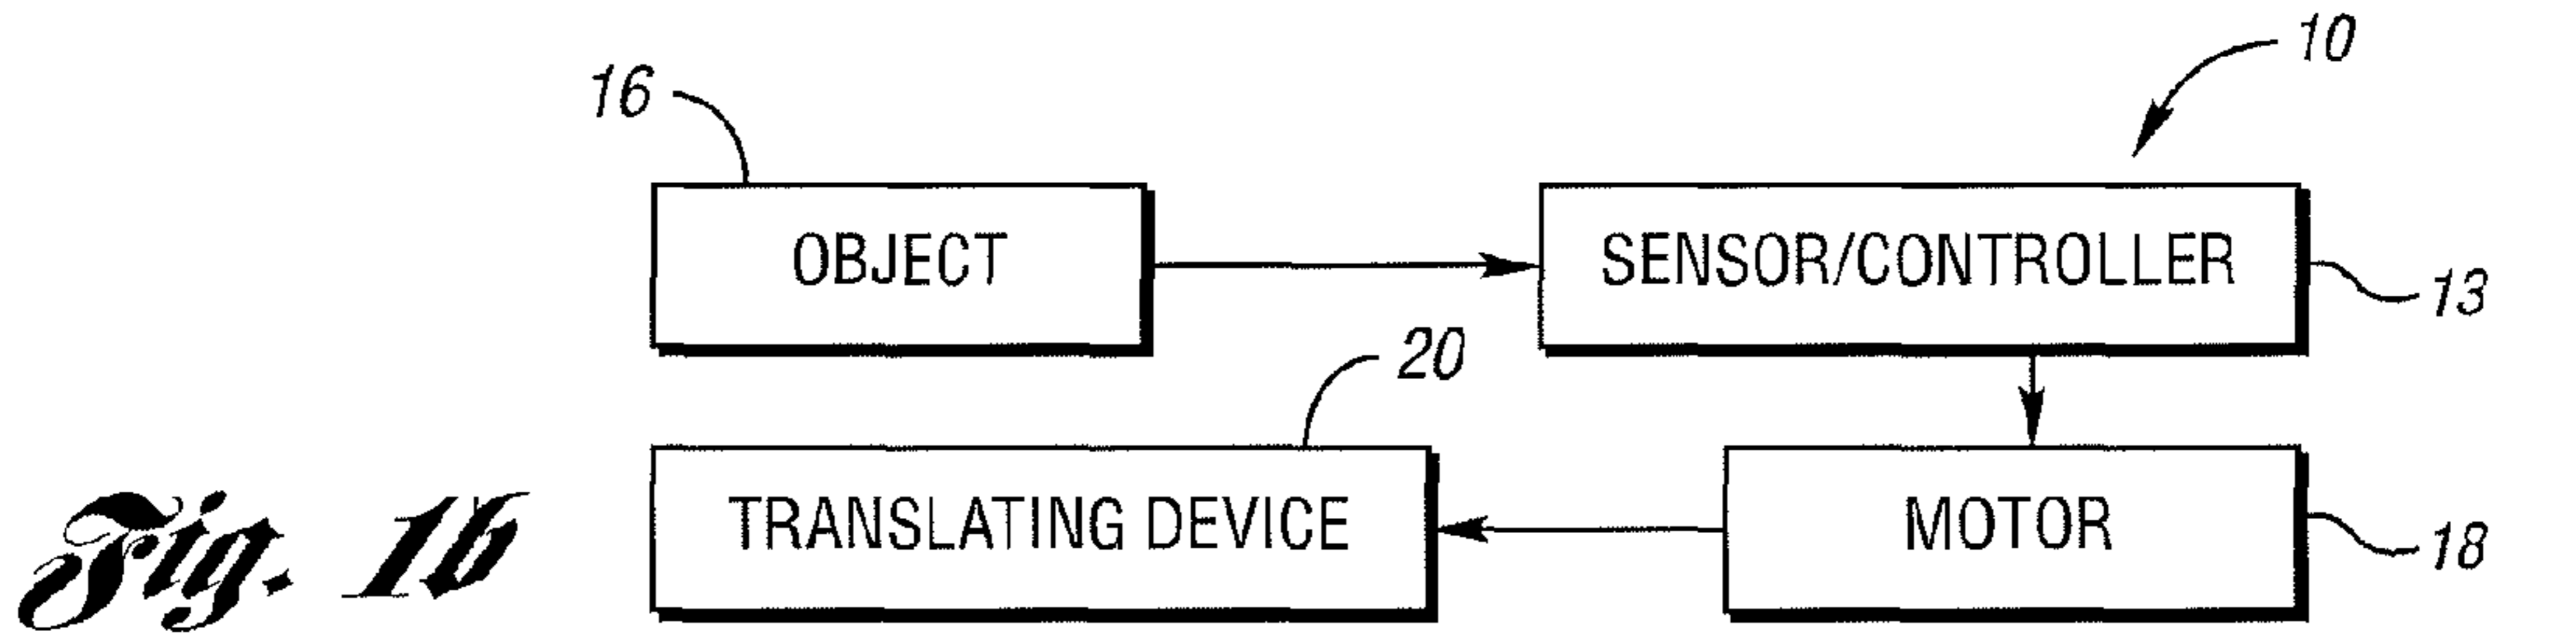 10
16
OBJECT
SENSOR/CONTROLLER
13
20
TRANSLATING DEVICE
MOTOR
18
Fig. 1b